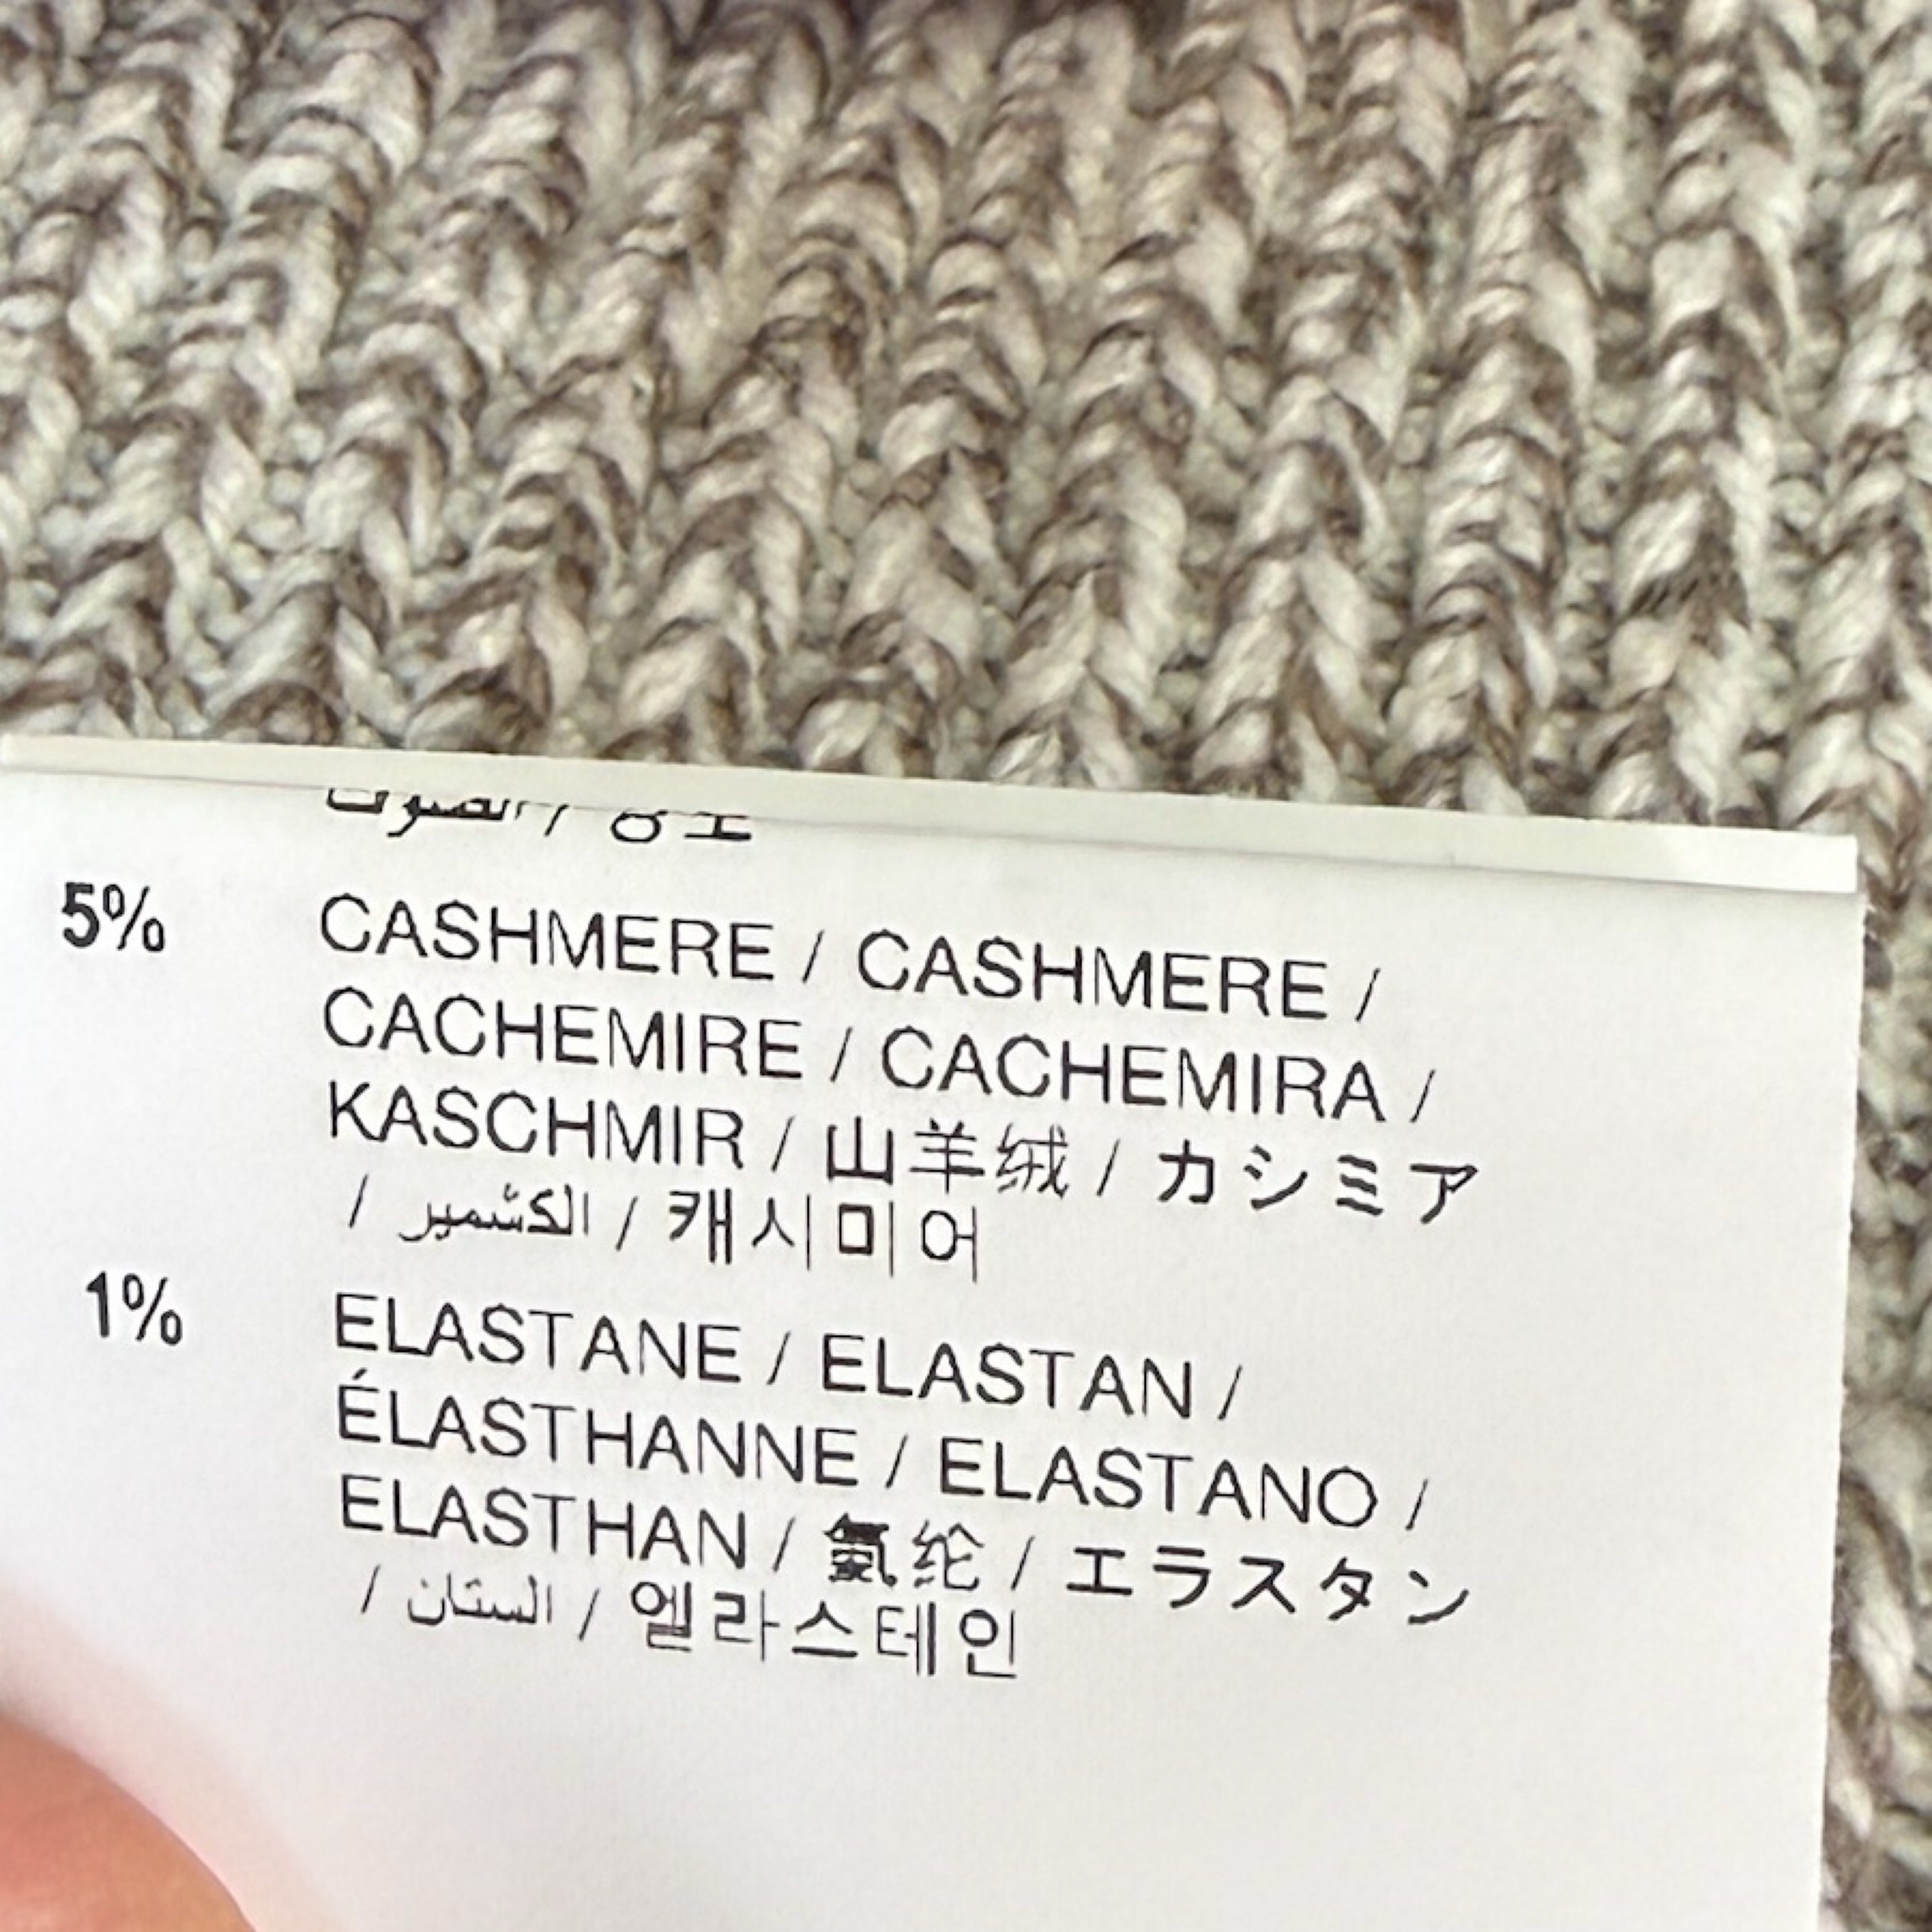 5% CASHMERE / CASHMERE /
CACHEMIRE / CACHEMIRA /
KASCHMIR / 山羊绒 / カシミア
/ الكشمير / 캐시미어
1% ELASTANE / ELASTAN /
ÉLASTHANNE / ELASTANO /
ELASTHAN / 氨纶 / エラスタン
/ الستان / 엘라스테인